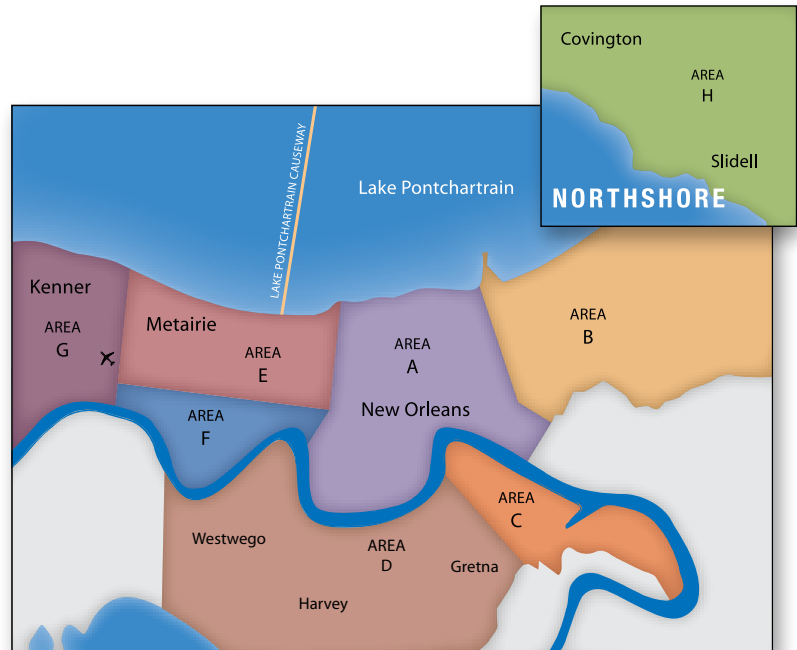 Covington
AREA
H
Slidell
NORTHSHORE
LAKE PONTCHARTRAIN CAUSEWAY
Lake Pontchartrain
Kenner
AREA
G
Metairie
AREA
E
AREA
A
New Orleans
AREA
B
AREA
F
AREA
C
Westwego
AREA
D
Gretna
Harvey